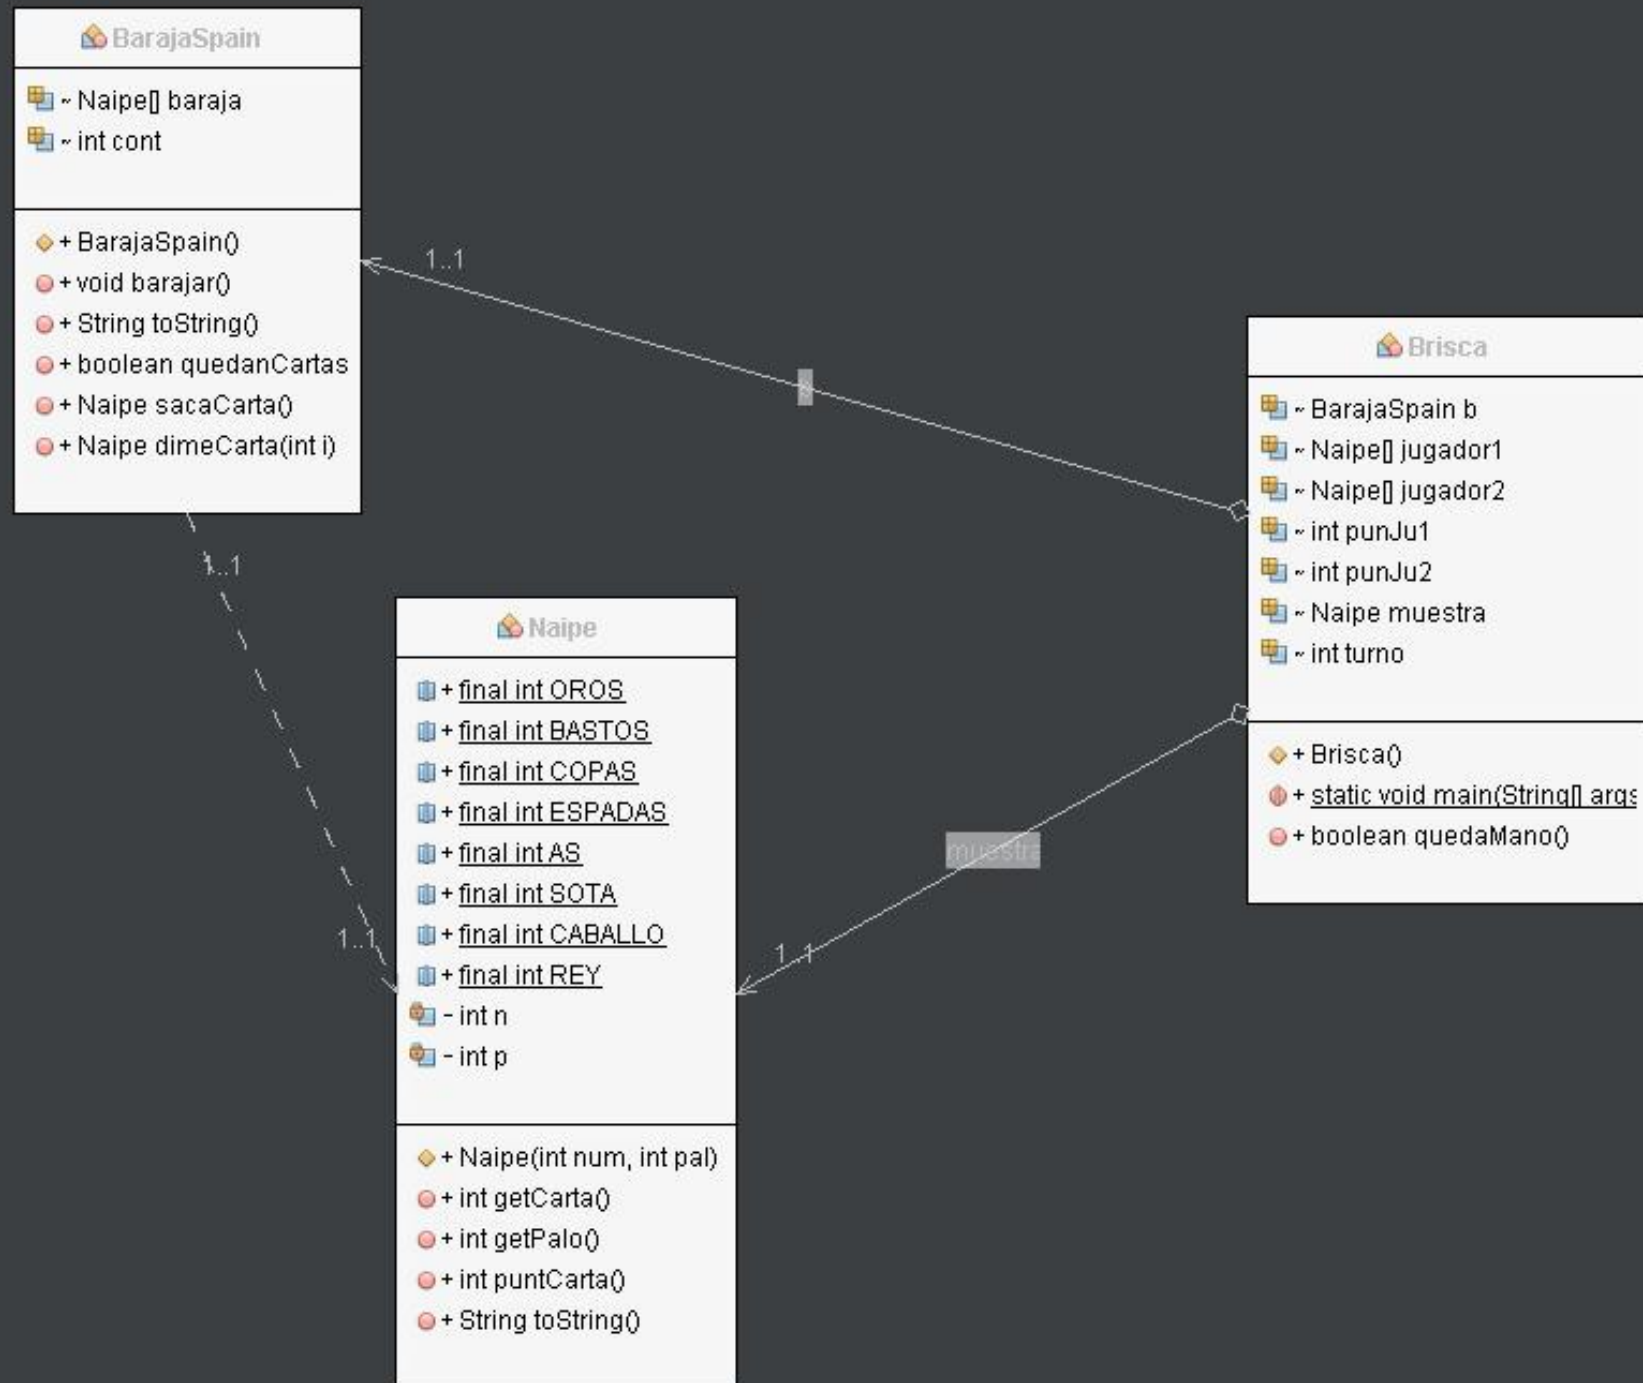 BarajaSpain
~ Naipe[] baraja
~ int cont
+ BarajaSpain()
+ void barajar()
+ String toString()
+ boolean quedanCartas
+ Naipe sacaCarta()
+ Naipe dimeCarta(int i)
1..1
b
Brisca
~ BarajaSpain b
~ Naipe[] jugador1
~ Naipe[] jugador2
~ int punJu1
~ int punJu2
~ Naipe muestra
~ int turno
+ Brisca()
+ static void main(String[] args
+ boolean quedaMano()
1..1
1..1
muestra
1..1
Naipe
+ final int OROS
+ final int BASTOS
+ final int COPAS
+ final int ESPADAS
+ final int AS
+ final int SOTA
+ final int CABALLO
+ final int REY
- int n
- int p
+ Naipe(int num, int pal)
+ int getCarta()
+ int getPalo()
+ int puntCarta()
+ String toString()